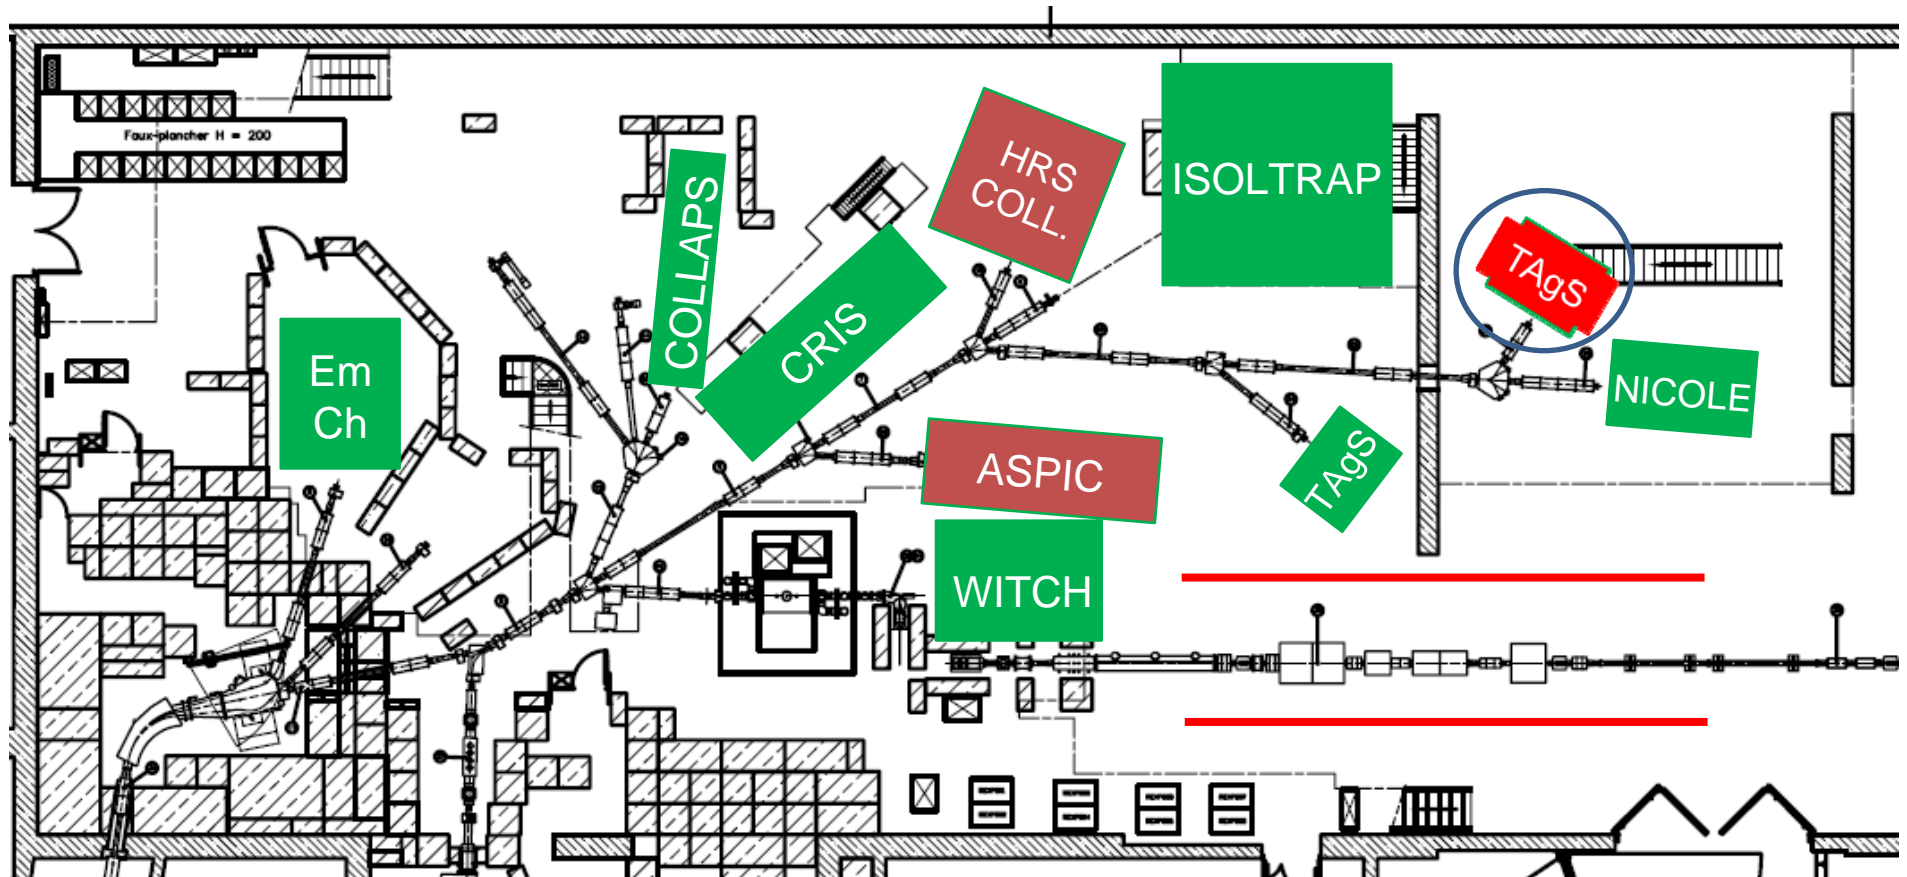 Faux-plancher H = 200
HRS
COLL.
ISOLTRAP
COLLAPS
TAgS
CRIS
Em
Ch
NICOLE
ASPIC
TAgS
WITCH